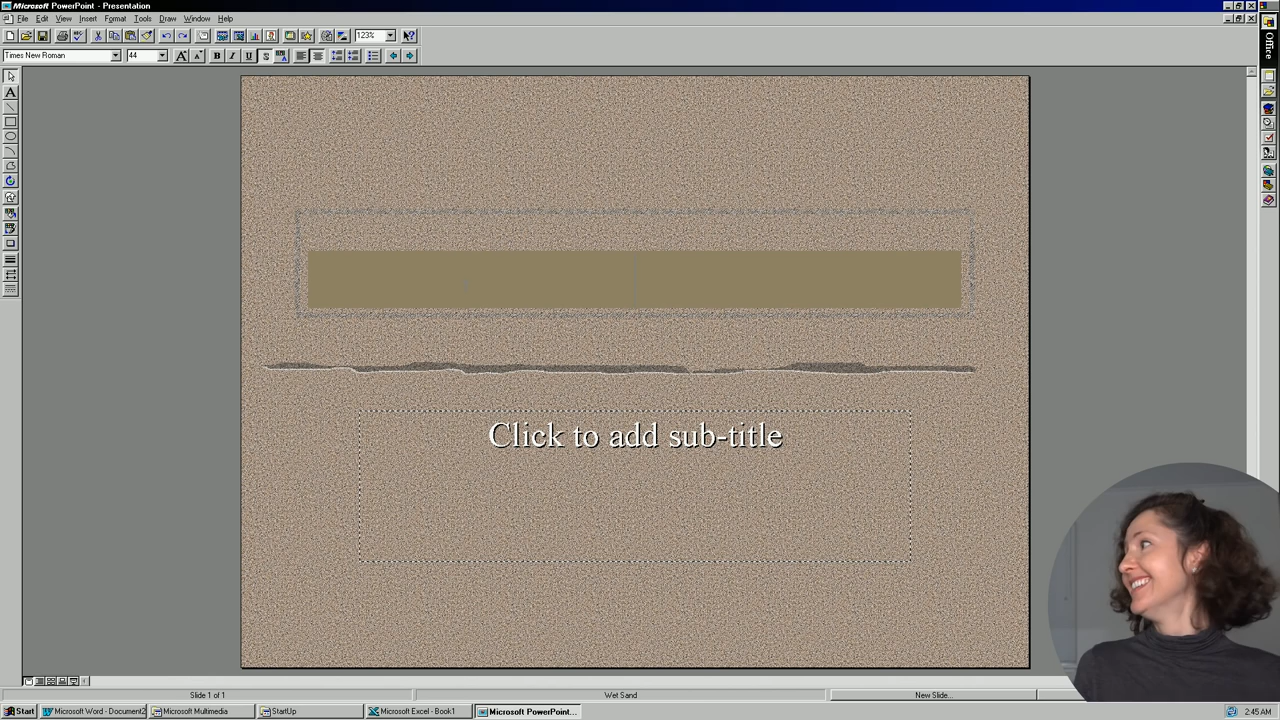 Microsoft PowerPoint - Presentation
File Edit View Insert Format Tools Draw Window Help
123%
Times New Roman 44
Office
Click to add sub-title
Slide 1 of 1 Wet Sand New Slide...
Start Microsoft Word - Document2 Microsoft Multimedia StartUp Microsoft Excel - Book1 Microsoft PowerPoint... 2:45 AM